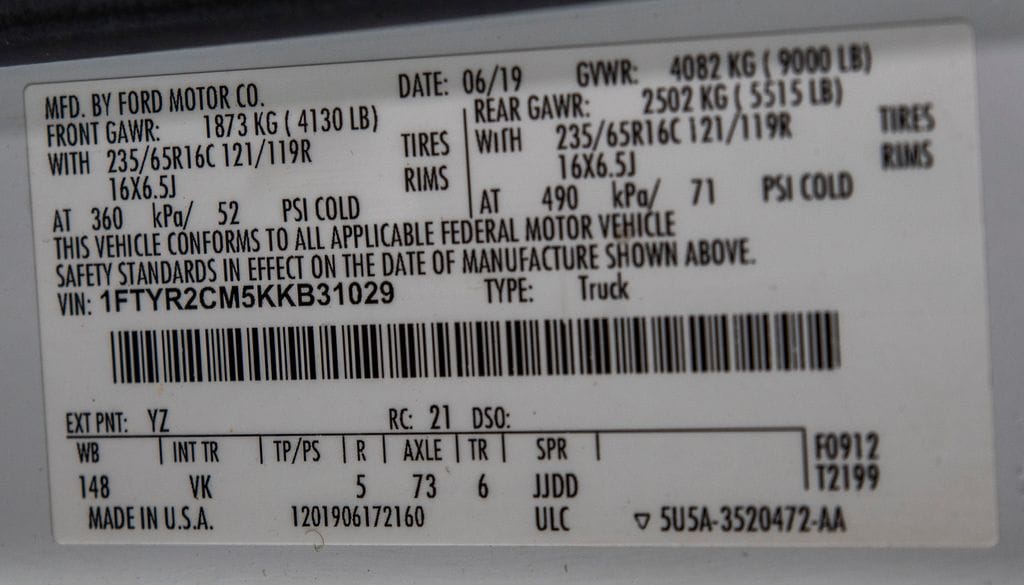 MFD. BY FORD MOTOR CO. DATE: 06/19 GVWR: 4082 KG ( 9000 LB)
FRONT GAWR: 1873 KG ( 4130 LB) REAR GAWR: 2502 KG ( 5515 LB)
WITH 235/65R16C 121/119R TIRES WITH 235/65R16C 121/119R TIRES
16X6.5J RIMS 16X6.5J RIMS
AT 360 kPa/ 52 PSI COLD AT 490 kPa/ 71 PSI COLD
THIS VEHICLE CONFORMS TO ALL APPLICABLE FEDERAL MOTOR VEHICLE
SAFETY STANDARDS IN EFFECT ON THE DATE OF MANUFACTURE SHOWN ABOVE.
VIN: 1FTYR2CM5KKB31029 TYPE: Truck
EXT PNT: YZ RC: 21 DSO:
WB INT TR TP/PS R AXLE TR SPR F0912
148 VK 5 73 6 JJDD T2199
MADE IN U.S.A. 1201906172160 ULC ▽ 5U5A-3520472-AA